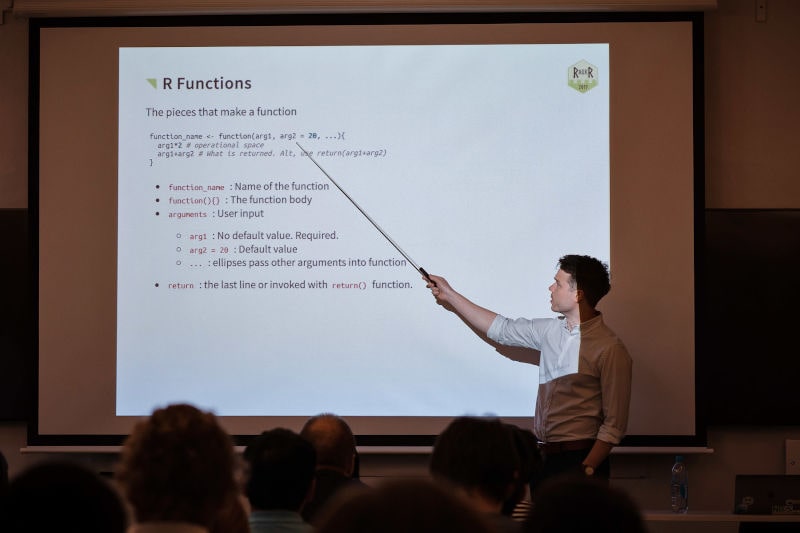 R Functions
The pieces that make a function
function_name <- function(arg1, arg2 = 20, ...){
arg1*2 # operational space
arg1+arg2 # What is returned. Alt, use return(arg1+arg2)
}
• function_name : Name of the function
• function(){} : The function body
• arguments : User input
◦ arg1 : No default value. Required.
◦ arg2 = 20 : Default value
◦ ... : ellipses pass other arguments into function
• return : the last line or invoked with return() function.
2017